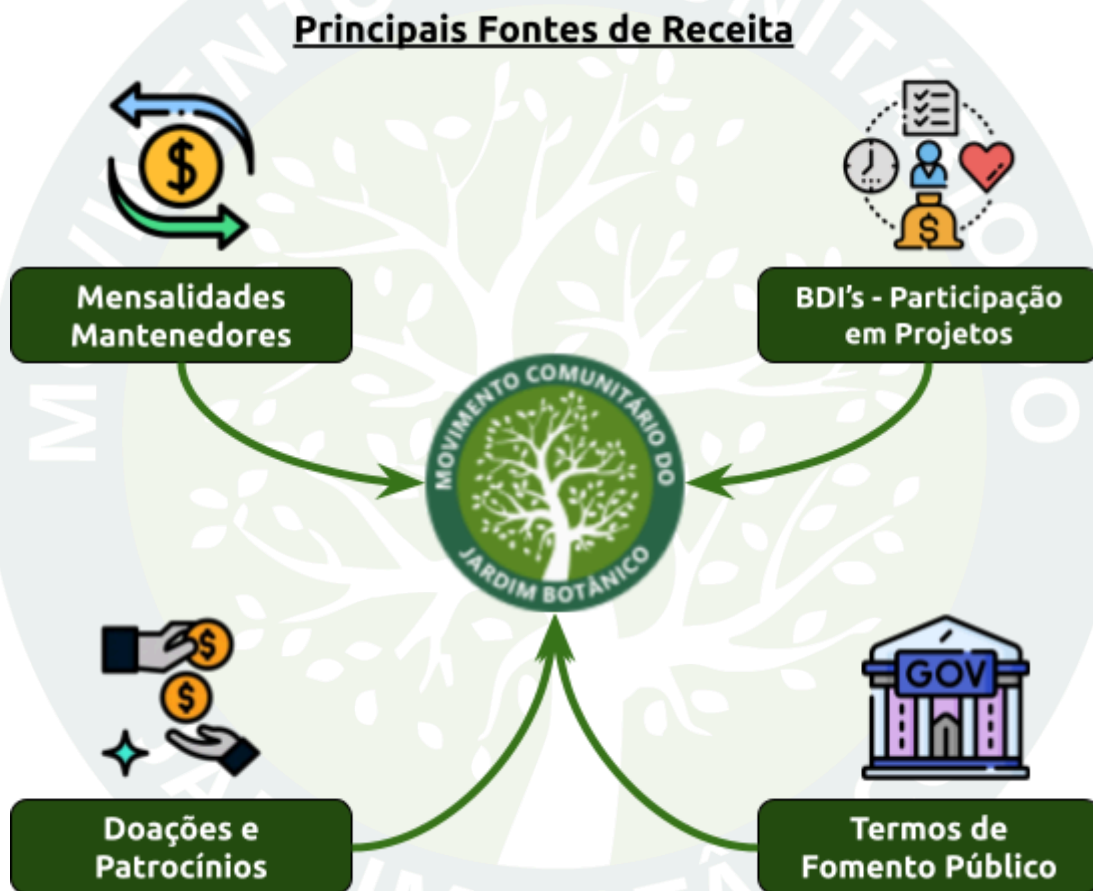 Principais Fontes de Receita
Mensalidades
Mantenedores
BDI's - Participação
em Projetos
MOVIMENTO COMUNITÁRIO DO
JARDIM BOTÂNICO
GOV
Doações e
Patrocínios
Termos de
Fomento Público